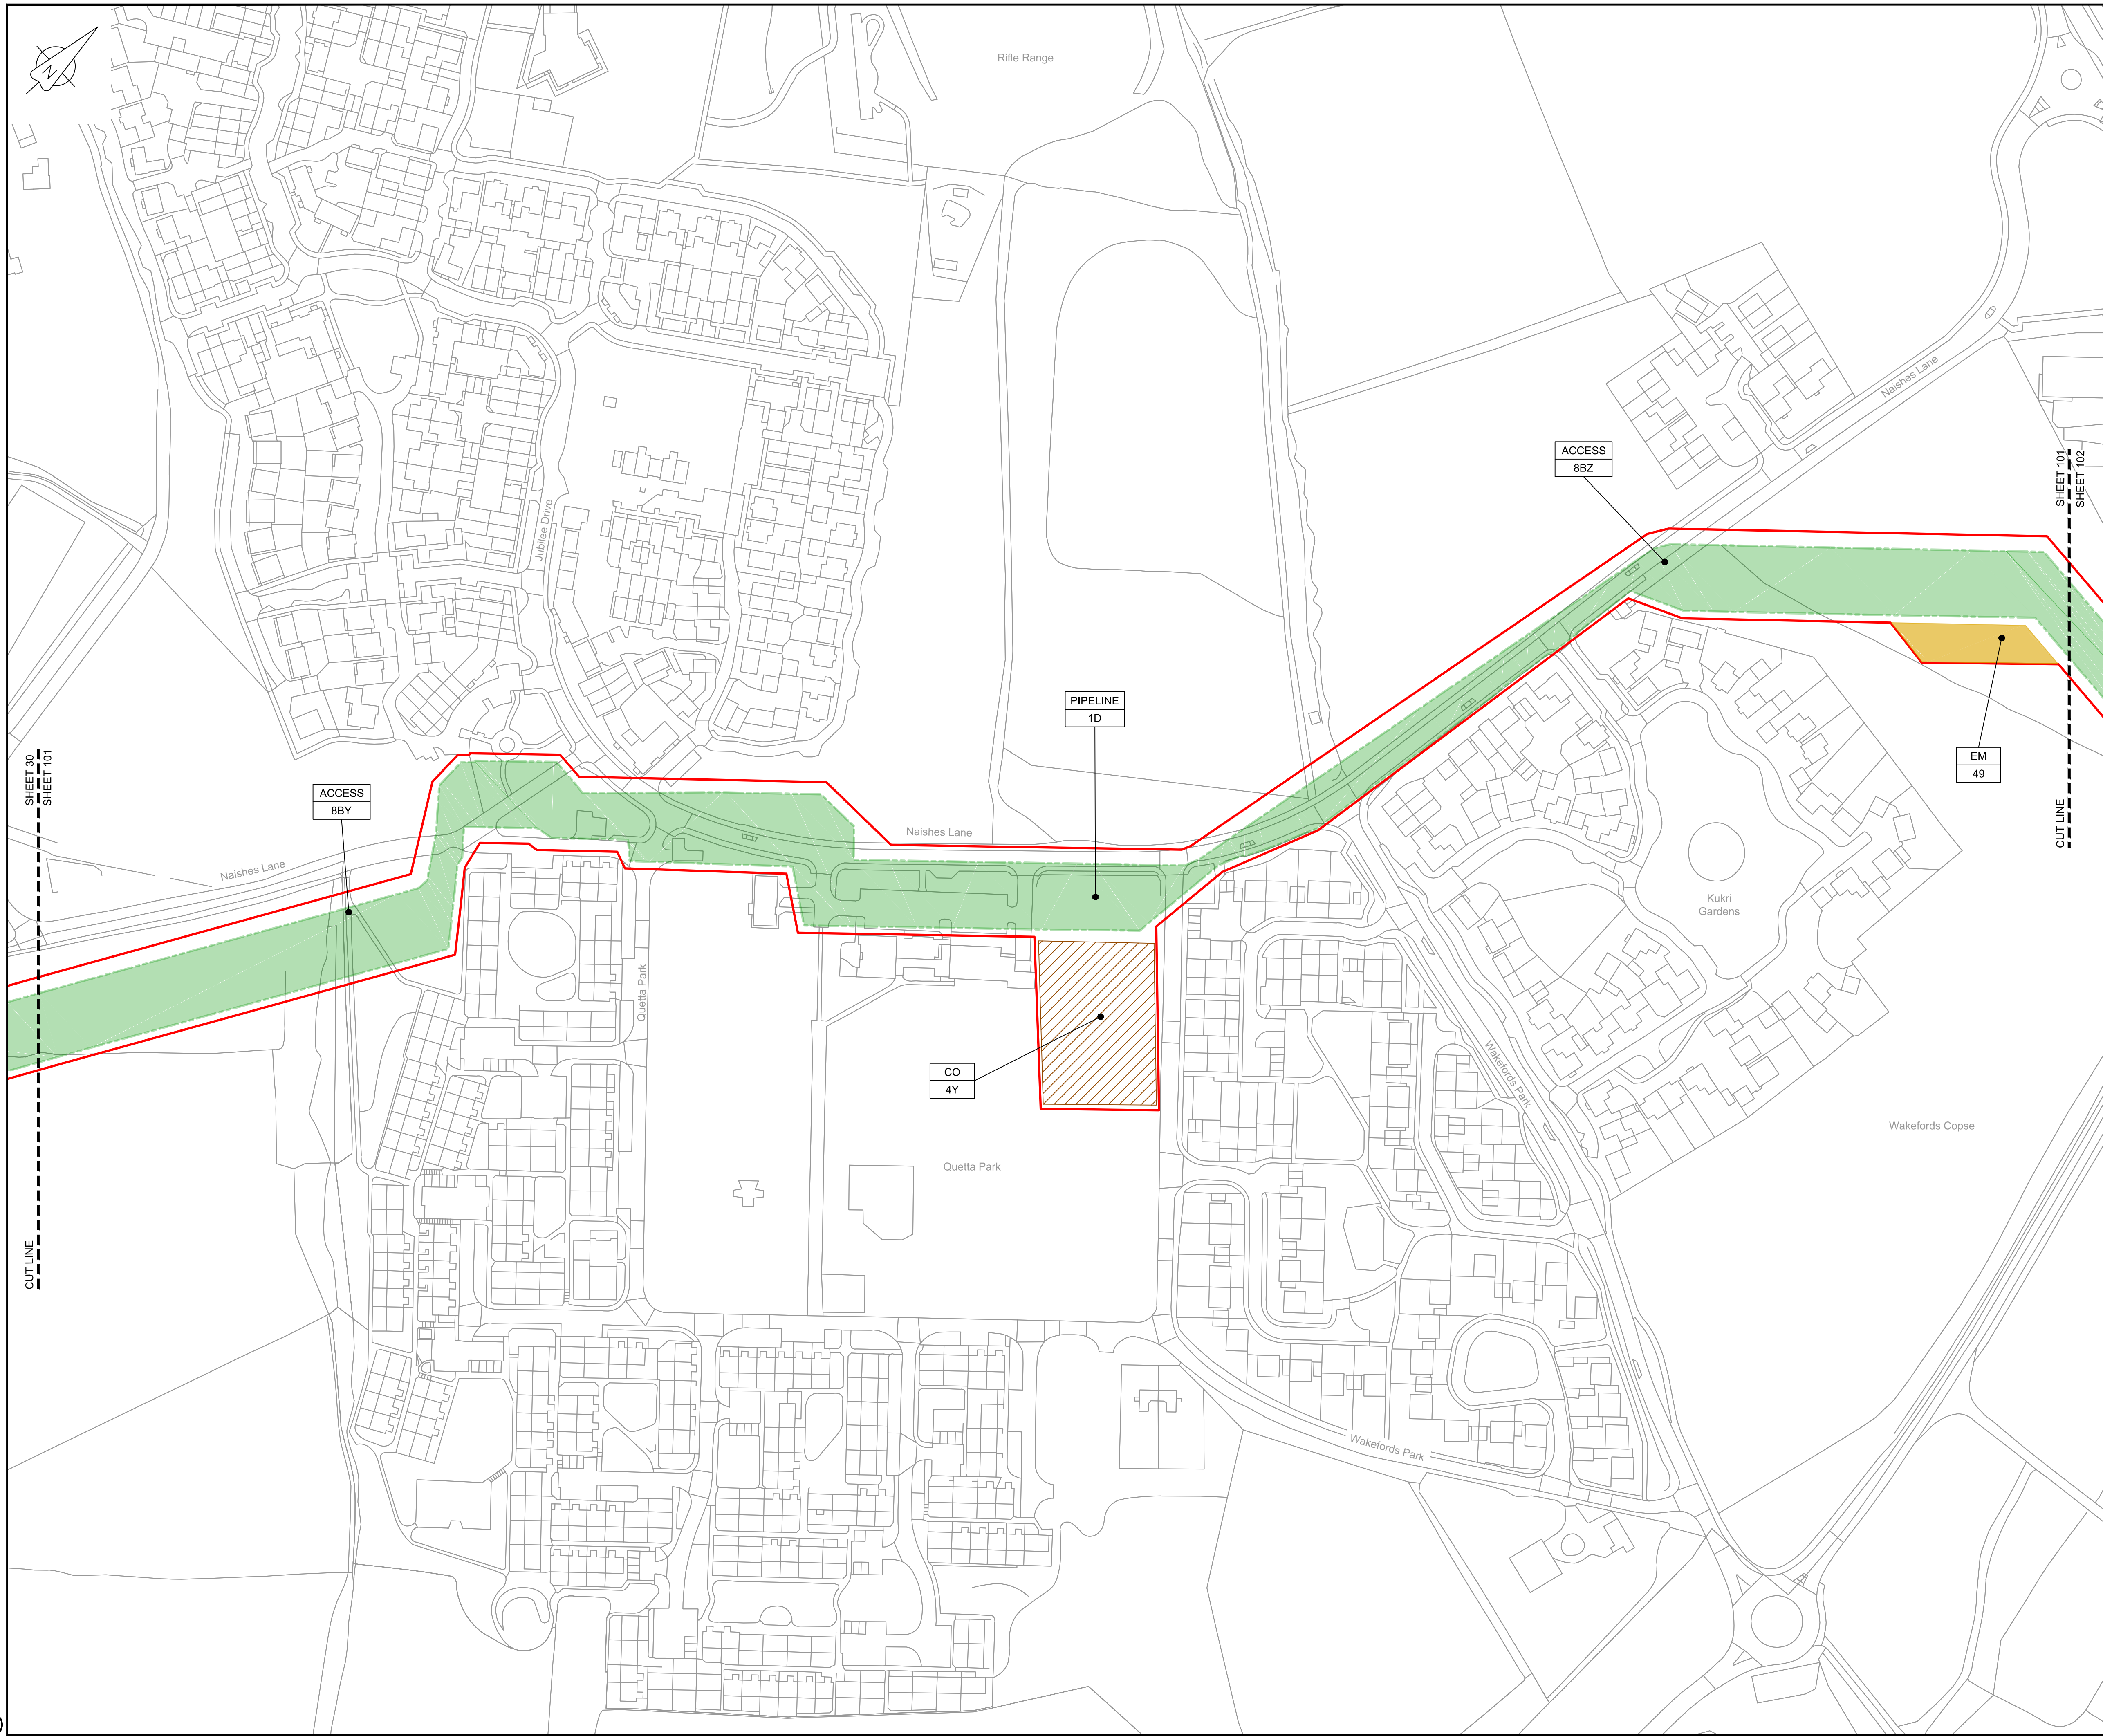 N
Rifle Range
Naishes Lane
ACCESS
8BZ
SHEET 101
SHEET 102
CUT LINE
Jubilee Drive
PIPELINE
1D
EM
49
SHEET 30
SHEET 101
CUT LINE
ACCESS
8BY
Naishes Lane
Naishes Lane
Kukri
Gardens
Quetta Park
CO
4Y
Wakefords Park
Wakefords Copse
Quetta Park
Wakefords Park
)